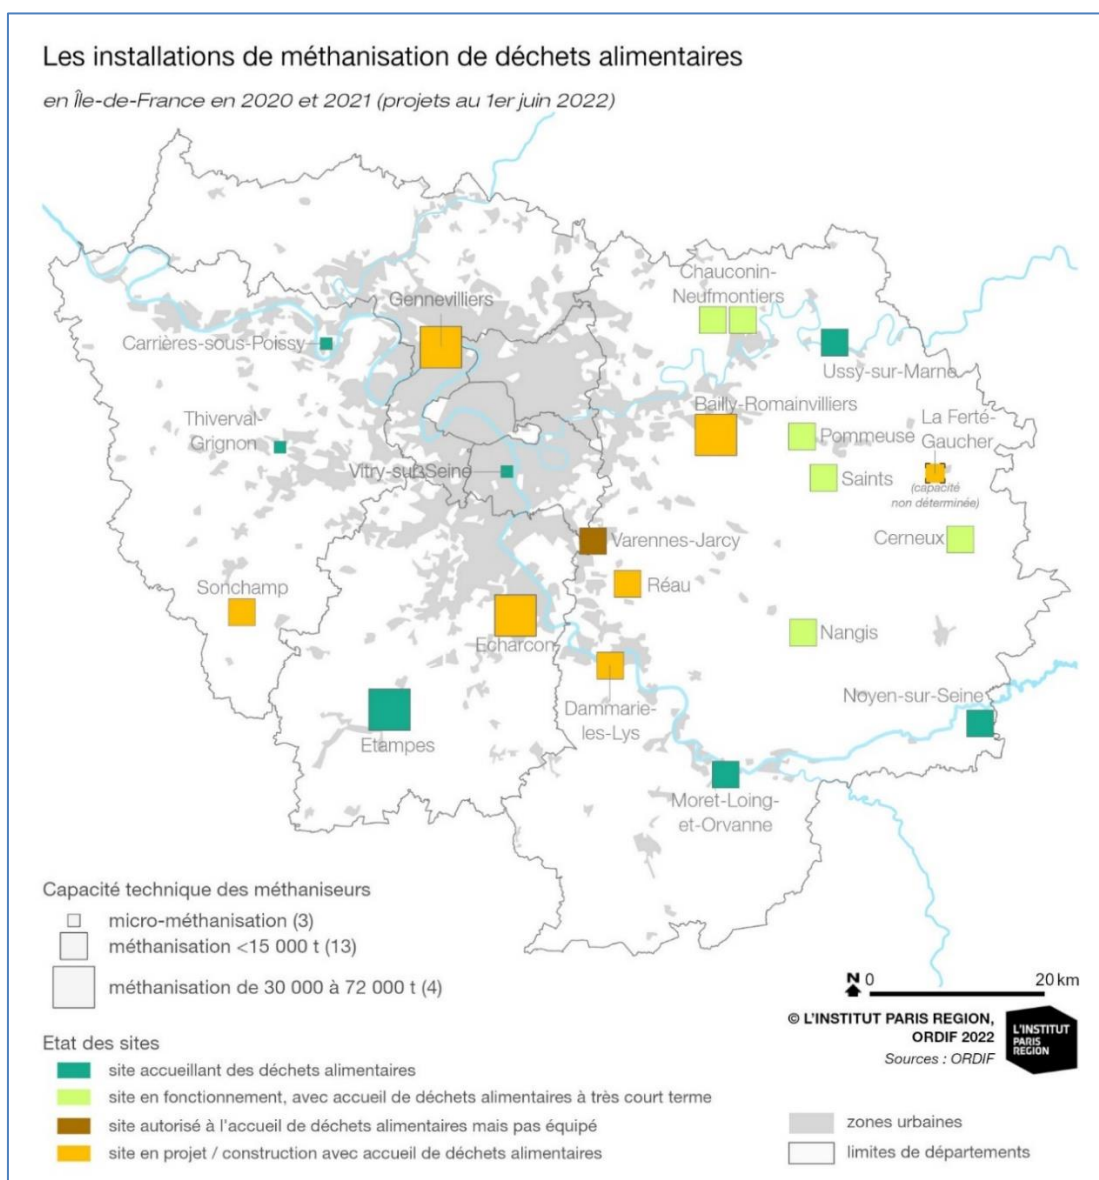 Les installations de méthanisation de déchets alimentaires
en Île-de-France en 2020 et 2021 (projets au 1er juin 2022)
Chauconin-
Neufmontiers
Gennevilliers
Carrières-sous-Poissy
Ussy-sur-Marne
Bailly-Romainvilliers
La Ferté-
Gaucher
Thiverval-
Grignon
Pommeuse
Vitry-sur-Seine
Saints
(capacité
non déterminée)
Varennes-Jarcy
Cerneux
Sonchamp
Réau
Nangis
Echarcon
Noyen-sur-Seine
Dammarie-
les-Lys
Etampes
Moret-Loing-
et-Orvanne
Capacité technique des méthaniseurs
micro-méthanisation (3)
méthanisation <15 000 t (13)
méthanisation de 30 000 à 72 000 t (4)
N 0 20 km
© L'INSTITUT PARIS REGION,
ORDIF 2022
Sources : ORDIF
L'INSTITUT
PARIS
REGION
Etat des sites
site accueillant des déchets alimentaires
site en fonctionnement, avec accueil de déchets alimentaires à très court terme
site autorisé à l'accueil de déchets alimentaires mais pas équipé
site en projet / construction avec accueil de déchets alimentaires
zones urbaines
limites de départements